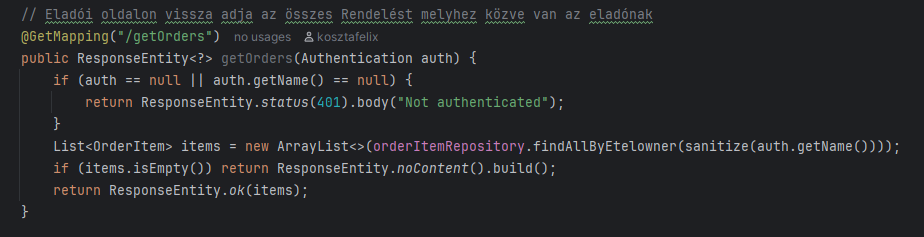 // Eladói oldalon vissza adja az összes Rendelést melyhez közve van az eladónak
@GetMapping("/getOrders") no usages kosztafelix
public ResponseEntity<?> getOrders(Authentication auth) {
if (auth == null || auth.getName() == null) {
return ResponseEntity.status(401).body("Not authenticated");
}
List<OrderItem> items = new ArrayList<>(orderItemRepository.findAllByEtelowner(sanitize(auth.getName())));
if (items.isEmpty()) return ResponseEntity.noContent().build();
return ResponseEntity.ok(items);
}